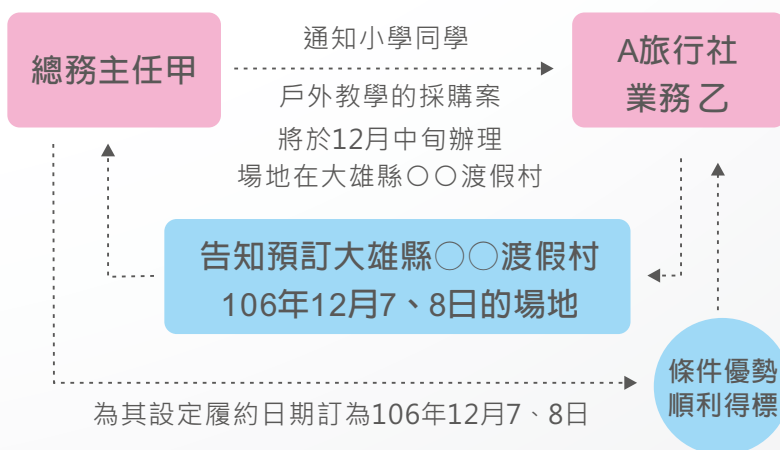 總務主任甲
通知小學同學
戶外教學的採購案
將於12月中旬辦理
場地在大雄縣○○渡假村
A旅行社
業務乙
告知預訂大雄縣○○渡假村
106年12月7、8日的場地
為其設定履約日期訂為106年12月7、8日
條件優勢
順利得標